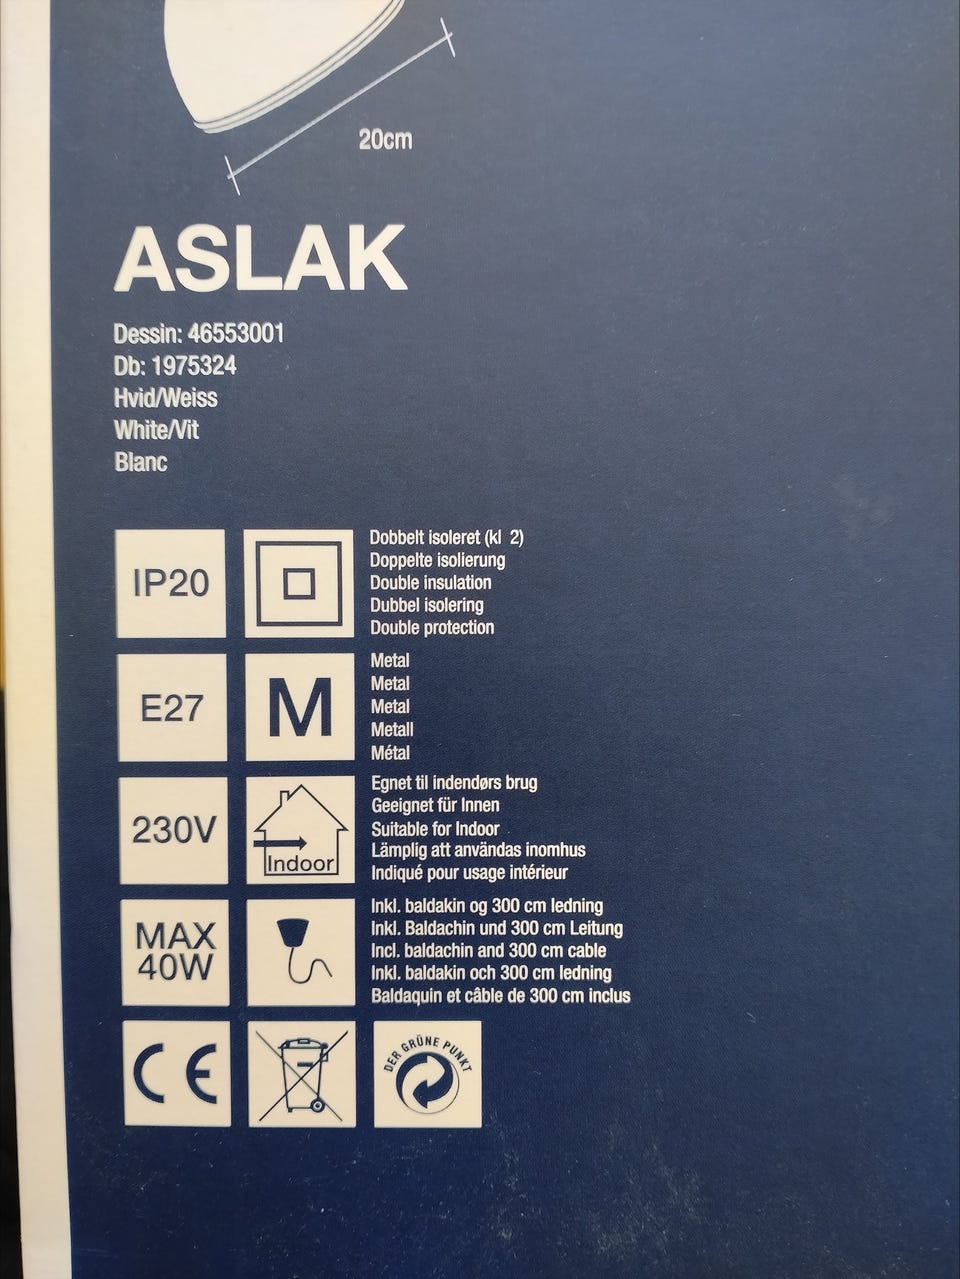 20cm
ASLAK
Dessin: 46553001
Db: 1975324
Hvid/Weiss
White/Vit
Blanc
IP20
Dobbelt isoleret (kl 2)
Doppelte isolierung
Double insulation
Dubbel isolering
Double protection
E27
M
Metal
Metal
Metal
Metall
Métal
230V
Indoor
Egnet til indendørs brug
Geeignet für Innen
Suitable for Indoor
Lämplig att användas inomhus
Indiqué pour usage intérieur
MAX
40W
Inkl. baldakin og 300 cm ledning
Inkl. Baldachin und 300 cm Leitung
Incl. baldachin and 300 cm cable
Inkl. baldakin och 300 cm ledning
Baldaquin et câble de 300 cm inclus
CE
DER GRÜNE PUNKT